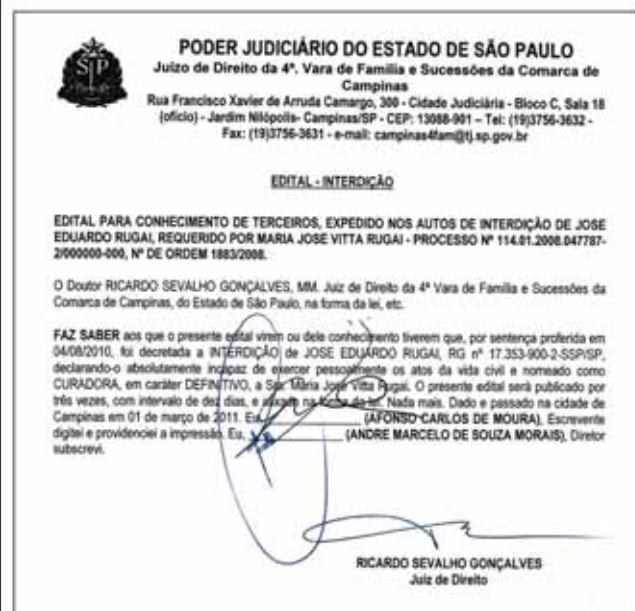 PODER JUDICIÁRIO DO ESTADO DE SÃO PAULO
Juízo de Direito da 4ª. Vara de Família e Sucessões da Comarca de
Campinas
Rua Francisco Xavier de Arruda Camargo, 300 - Cidade Judiciária - Bloco C, Sala 18
(ofício) - Jardim Nilópolis- Campinas/SP - CEP: 13088-901 – Tel: (19)3756-3632 -
Fax: (19)3756-3631 - e-mail: campinas4fam@tj.sp.gov.br
EDITAL - INTERDIÇÃO
EDITAL PARA CONHECIMENTO DE TERCEIROS, EXPEDIDO NOS AUTOS DE INTERDIÇÃO DE JOSE
EDUARDO RUGAI, REQUERIDO POR MARIA JOSE VITTA RUGAI - PROCESSO Nº 114.01.2008.047787-
2/000000-000, Nº DE ORDEM 1883/2008.
O Doutor RICARDO SEVALHO GONÇALVES, MM. Juiz de Direito da 4ª Vara de Família e Sucessões da
Comarca de Campinas, do Estado de São Paulo, na forma da lei, etc.
FAZ SABER aos que o presente edital virem ou dele conhecimento tiverem que, por sentença proferida em
04/08/2010, foi decretada a INTERDIÇÃO de JOSE EDUARDO RUGAI, RG nº 17.353-900-2-SSP/SP,
declarando-o absolutamente incapaz de exercer pessoalmente os atos da vida civil e nomeado como
CURADORA, em caráter DEFINITIVO, a Sra. Maria José Vitta Rugai. O presente edital será publicado por
três vezes, com intervalo de dez dias, e afixado na forma da lei. Nada mais. Dado e passado na cidade de
Campinas em 01 de março de 2011. Eu, (AFONSO CARLOS DE MOURA), Escrevente
digitei e providenciei a impressão. Eu, (ANDRE MARCELO DE SOUZA MORAIS), Diretor
subscrevi.
RICARDO SEVALHO GONÇALVES
Juiz de Direito